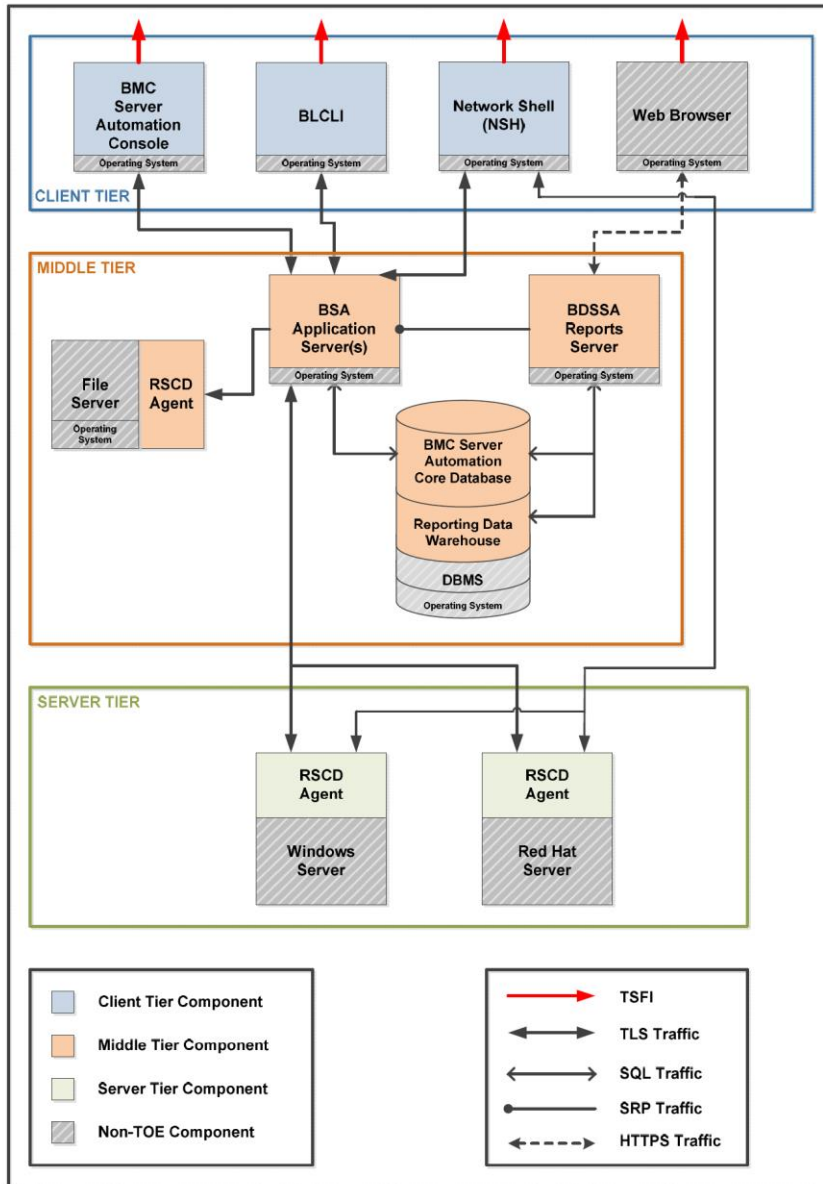 BMC
Server
Automation
Console
Operating System
BLCLI
Operating System
Network Shell
(NSH)
Operating System
Web Browser
Operating System
CLIENT TIER
MIDDLE TIER
BSA
Application
Server(s)
Operating System
BDSSA
Reports
Server
Operating System
File
Server
Operating
System
RSCD
Agent
BMC Server
Automation
Core Database
Reporting Data
Warehouse
DBMS
Operating System
SERVER TIER
RSCD
Agent
Windows
Server
RSCD
Agent
Red Hat
Server
Client Tier Component
Middle Tier Component
Server Tier Component
Non-TOE Component
TSFI
TLS Traffic
SQL Traffic
SRP Traffic
HTTPS Traffic